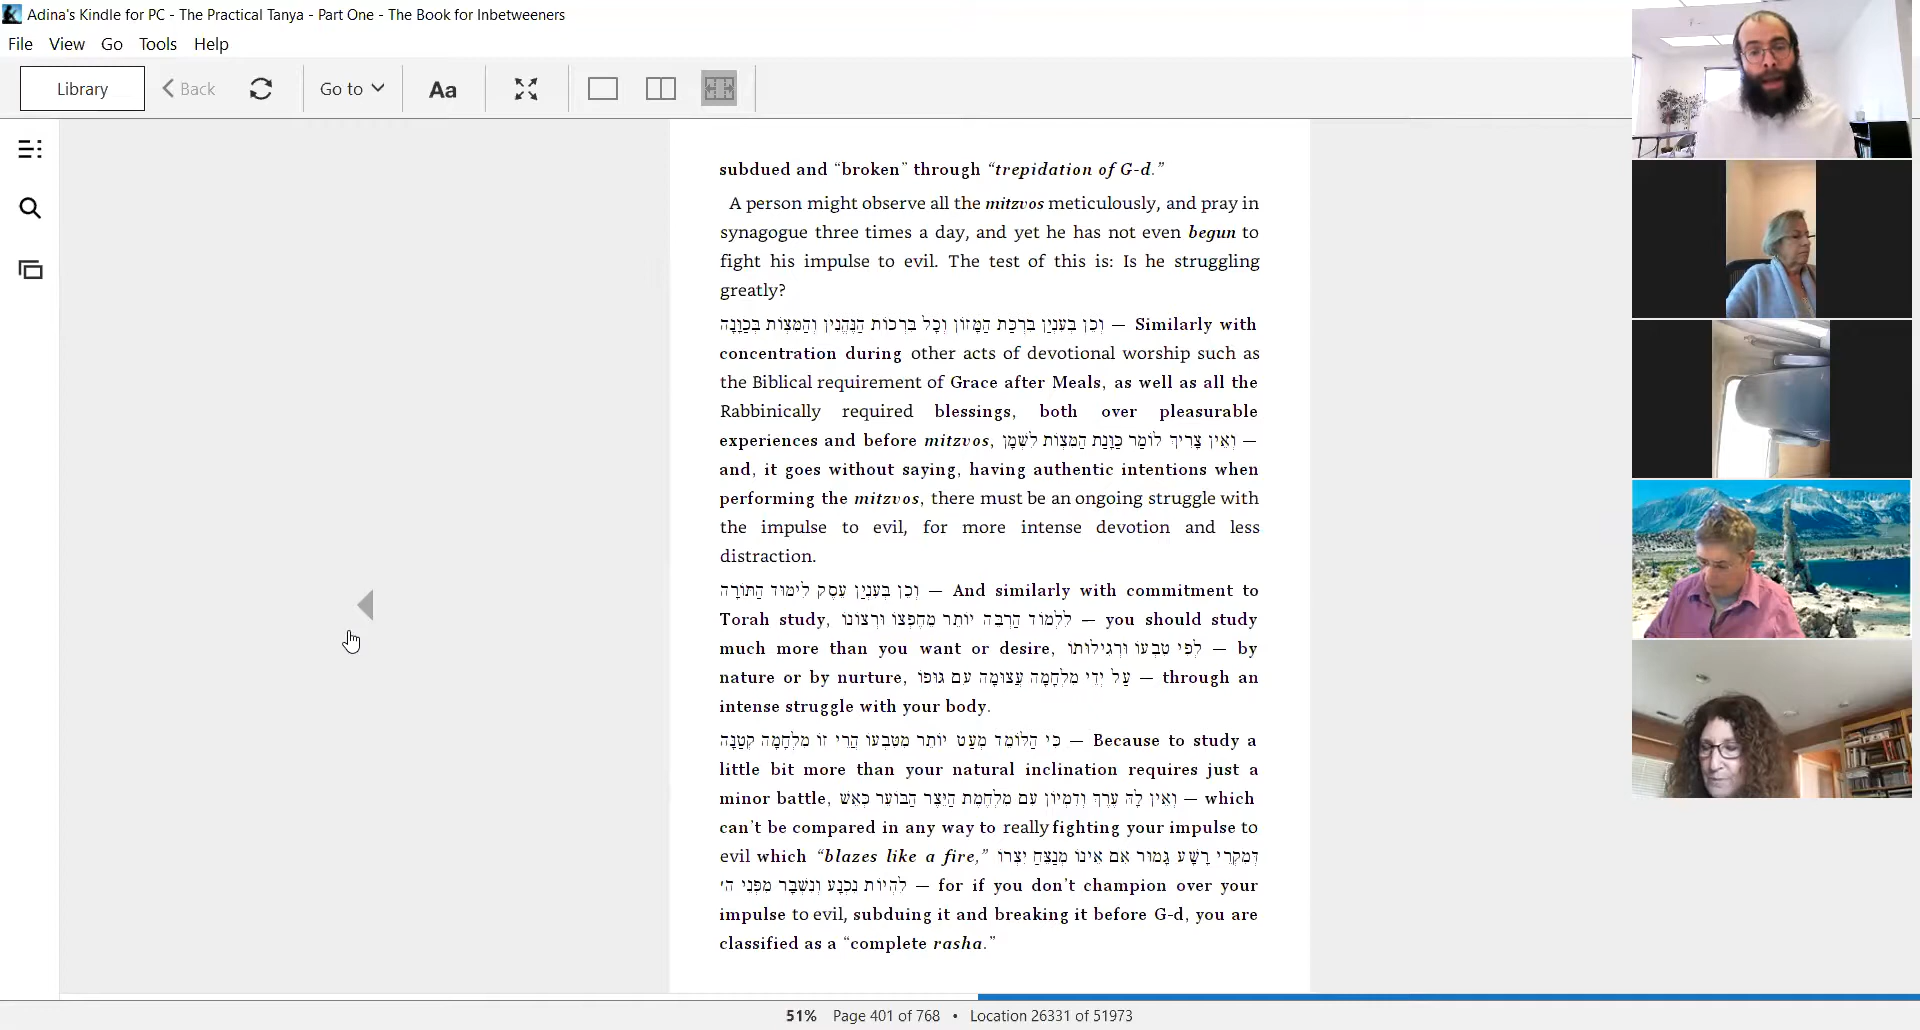 Adina's Kindle for PC - The Practical Tanya - Part One - The Book for Inbetweeners
File View Go Tools Help
Library Back Go to Aa
subdued and “broken” through “trepidation of G-d.”
A person might observe all the mitzvos meticulously, and pray in
synagogue three times a day, and yet he has not even begun to
fight his impulse to evil. The test of this is: Is he struggling
greatly?
וְכֵן בְּעִנְיַן בִּרְכַּת הַמָּזוֹן וְכָל בִּרְכוֹת הַנֶּהֱנִין וְהַמִּצְוֹת בְּכַוָּנָה — Similarly with
concentration during other acts of devotional worship such as
the Biblical requirement of Grace after Meals, as well as all the
Rabbinically required blessings, both over pleasurable
experiences and before mitzvos, וְאֵין צָרִיךְ לוֹמַר כַּוָּנַת הַמִּצְוֹת לִשְׁמָן —
and, it goes without saying, having authentic intentions when
performing the mitzvos, there must be an ongoing struggle with
the impulse to evil, for more intense devotion and less
distraction.
וְכֵן בְּעִנְיַן עֵסֶק לִימוּד הַתּוֹרָה — And similarly with commitment to
Torah study, לִלְמוֹד הַרְבֵּה יוֹתֵר מֵחֶפְצוֹ וּרְצוֹנוֹ — you should study
much more than you want or desire, לְפִי טִבְעוֹ וּרְגִילוּתוֹ — by
nature or by nurture, עַל יְדֵי מִלְחָמָה עֲצוּמָה עִם גּוּפוֹ — through an
intense struggle with your body.
כִּי הַלּוֹמֵד מְעַט יוֹתֵר מִטִּבְעוֹ הֲרֵי זוֹ מִלְחָמָה קְטַנָּה — Because to study a
little bit more than your natural inclination requires just a
minor battle, וְאֵין לָהּ עֵרֶךְ וְדִמְיוֹן עִם מִלְחֶמֶת הַיֵּצֶר הַבּוֹעֵר כְּאֵשׁ — which
can’t be compared in any way to really fighting your impulse to
evil which “blazes like a fire,” דְּמִקְרֵי רָשָׁע גָּמוּר אִם אֵינוֹ מְנַצֵּחַ יִצְרוֹ
לִהְיוֹת נִכְנָע וְנִשְׁבָּר מִפְּנֵי ה׳ — for if you don’t champion over your
impulse to evil, subduing it and breaking it before G-d, you are
classified as a “complete rasha.”
51% Page 401 of 768 • Location 26331 of 51973